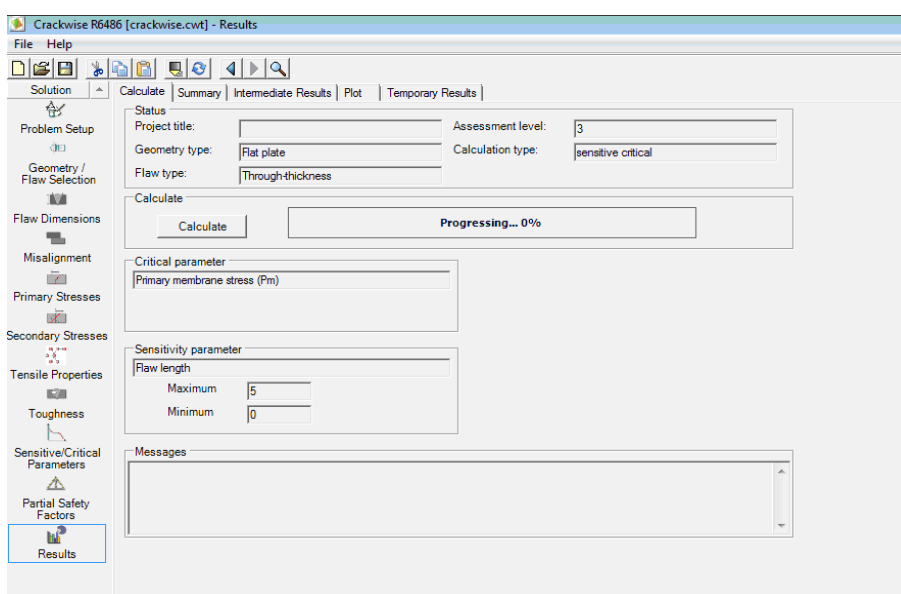 Crackwise R6486 [crackwise.cwt] - Results
File Help
Solution
Calculate Summary Intermediate Results Plot Temporary Results
Problem Setup
Geometry /
Flaw Selection
Flaw Dimensions
Misalignment
Primary Stresses
Secondary Stresses
Tensile Properties
Toughness
Sensitive/Critical
Parameters
Partial Safety
Factors
Results
Status
Project title:
Assessment level: 3
Geometry type: Flat plate
Calculation type: sensitive critical
Flaw type: Through-thickness
Calculate
Calculate Progressing... 0%
Critical parameter
Primary membrane stress (Pm)
Sensitivity parameter
Flaw length
Maximum 5
Minimum 0
Messages